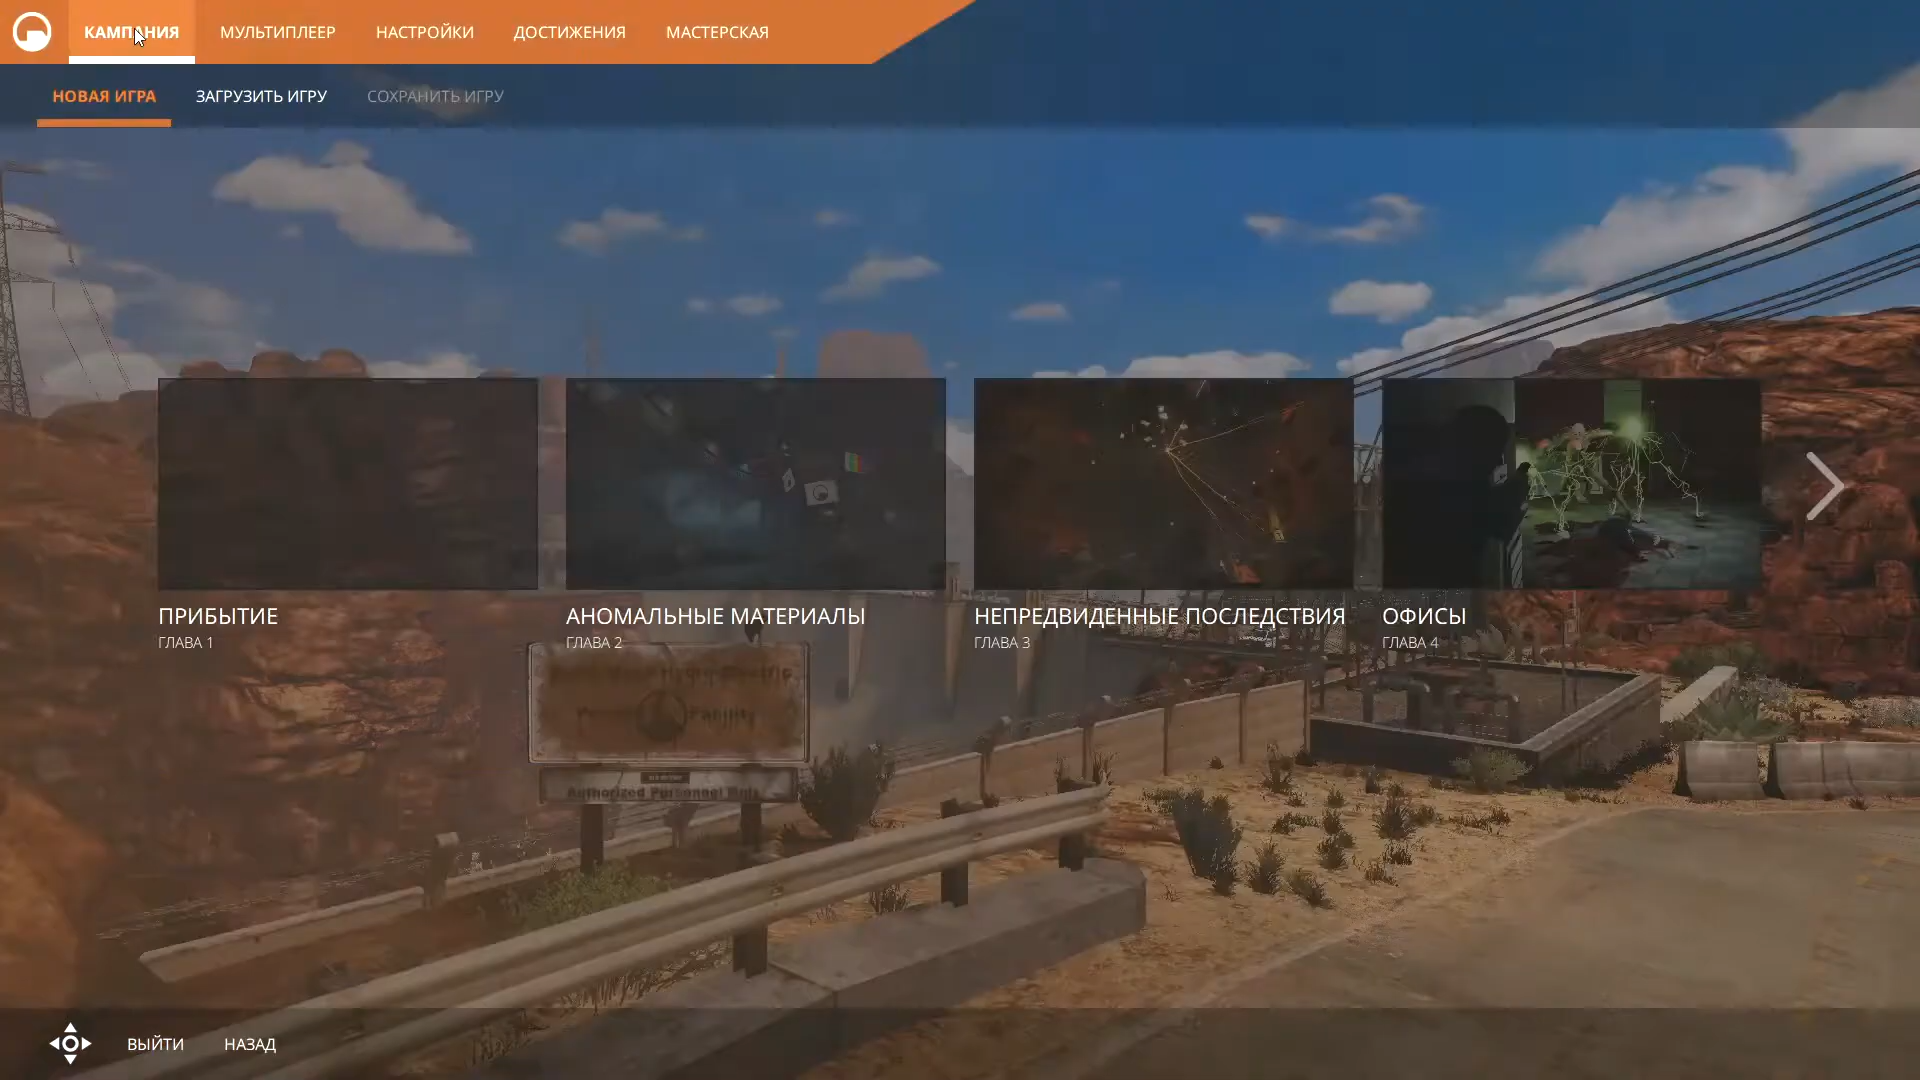 КАМПАНИЯ МУЛЬТИПЛЕЕР НАСТРОЙКИ ДОСТИЖЕНИЯ МАСТЕРСКАЯ
НОВАЯ ИГРА ЗАГРУЗИТЬ ИГРУ СОХРАНИТЬ ИГРУ
ПРИБЫТИЕ
ГЛАВА 1
АНОМАЛЬНЫЕ МАТЕРИАЛЫ
ГЛАВА 2
НЕПРЕДВИДЕННЫЕ ПОСЛЕДСТВИЯ
ГЛАВА 3
ОФИСЫ
ГЛАВА 4
Facility
Authorized Personnel Only
ВЫЙТИ НАЗАД